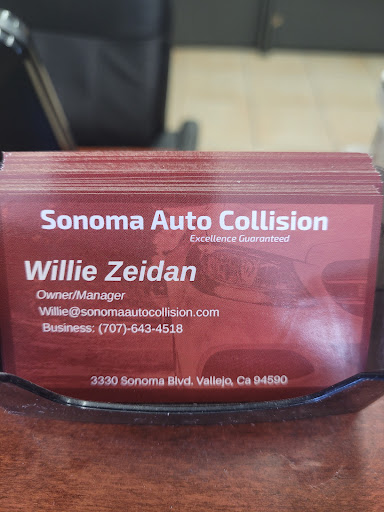 Sonoma Auto Collision
Excellence Guaranteed
Willie Zeidan
Owner/Manager
Willie@sonomaautocollision.com
Business: (707)-643-4518
3330 Sonoma Blvd. Vallejo, Ca 94590